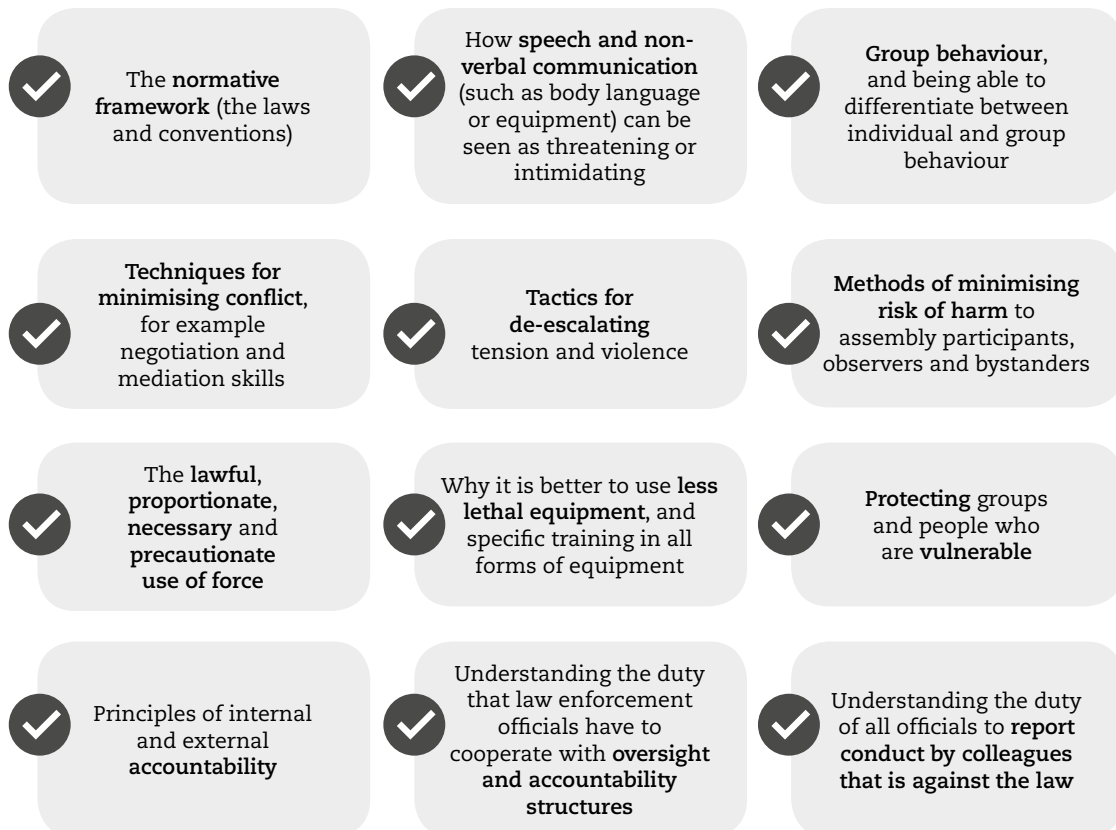 The normative
framework (the laws
and conventions)
How speech and non-
verbal communication
(such as body language
or equipment) can be
seen as threatening or
intimidating
Group behaviour,
and being able to
differentiate between
individual and group
behaviour
Techniques for
minimising conflict,
for example
negotiation and
mediation skills
Tactics for
de-escalating
tension and violence
Methods of minimising
risk of harm to
assembly participants,
observers and bystanders
The lawful,
proportionate,
necessary and
precautionate
use of force
Why it is better to use less
lethal equipment, and
specific training in all
forms of equipment
Protecting groups
and people who
are vulnerable
Principles of internal
and external
accountability
Understanding the duty
that law enforcement
officials have to
cooperate with oversight
and accountability
structures
Understanding the duty
of all officials to report
conduct by colleagues
that is against the law